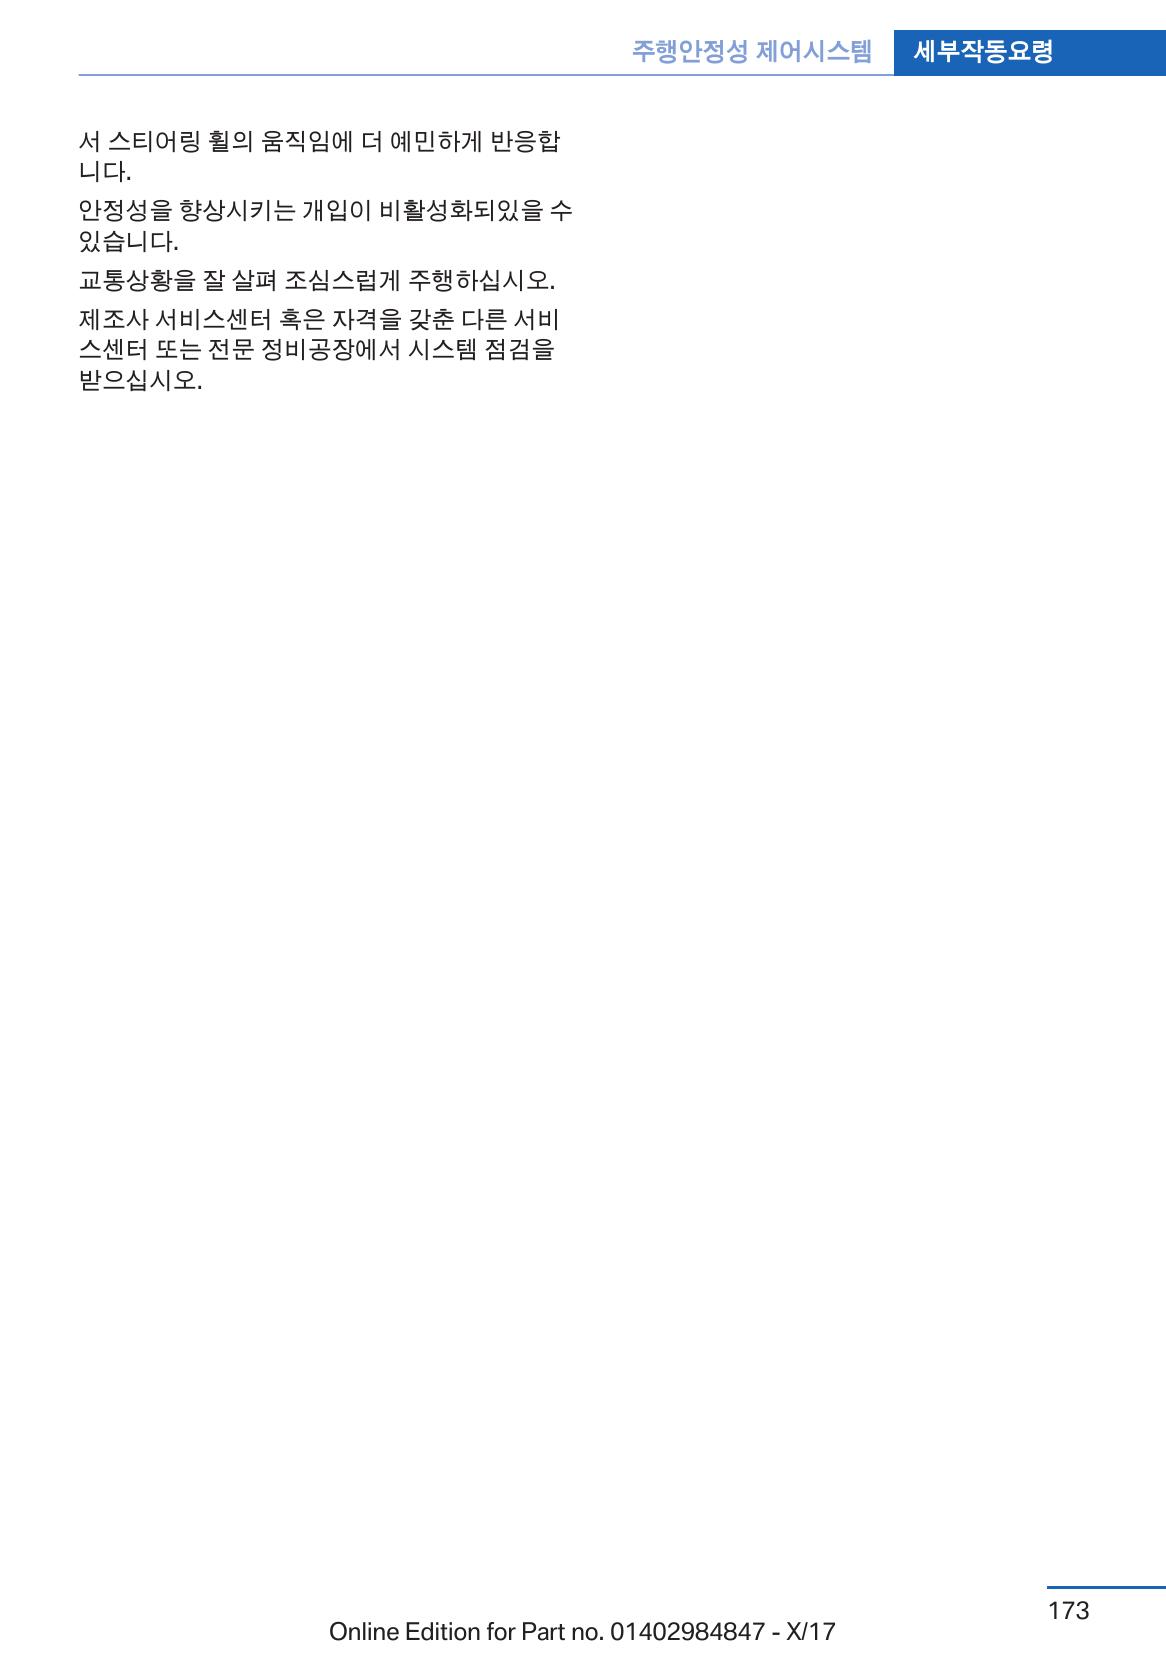 주행안정성 제어시스템 세부작동요령
서 스티어링 휠의 움직임에 더 예민하게 반응합
니다.
안정성을 향상시키는 개입이 비활성화되있을 수
있습니다.
교통상황을 잘 살펴 조심스럽게 주행하십시오.
제조사 서비스센터 혹은 자격을 갖춘 다른 서비
스센터 또는 전문 정비공장에서 시스템 점검을
받으십시오.
173
Online Edition for Part no. 01402984847 - X/17